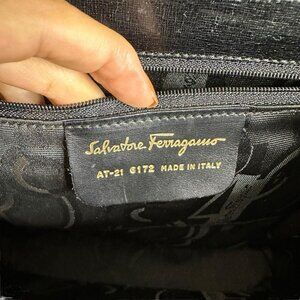 Salvatore Ferragamo
AT-21 6172 MADE IN ITALY